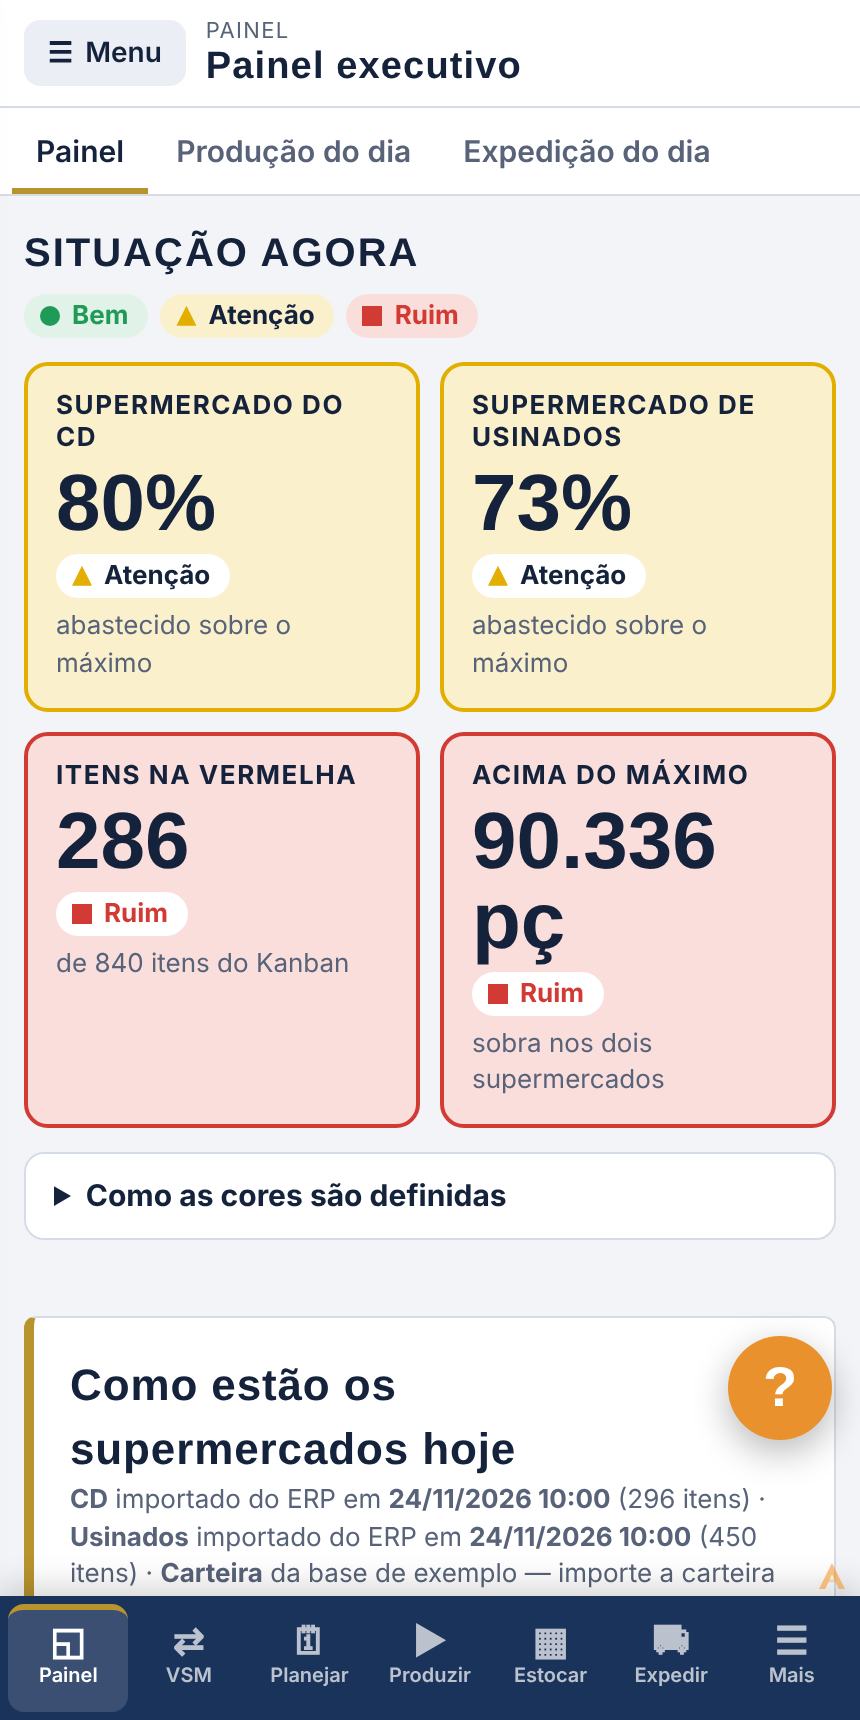 ☰ Menu
PAINEL
Painel executivo
Painel
Produção do dia
Expedição do dia
SITUAÇÃO AGORA
Bem
Atenção
Ruim
SUPERMERCADO DO
CD
80%
Atenção
abastecido sobre o
máximo
SUPERMERCADO DE
USINADOS
73%
Atenção
abastecido sobre o
máximo
ITENS NA VERMELHA
286
Ruim
de 840 itens do Kanban
ACIMA DO MÁXIMO
90.336
pç
Ruim
sobra nos dois
supermercados
Como as cores são definidas
Como estão os
supermercados hoje
?
CD importado do ERP em 24/11/2026 10:00 (296 itens) ·
Usinados importado do ERP em 24/11/2026 10:00 (450
itens) · Carteira da base de exemplo — importe a carteira
Painel
VSM
Planejar
Produzir
Estocar
Expedir
Mais